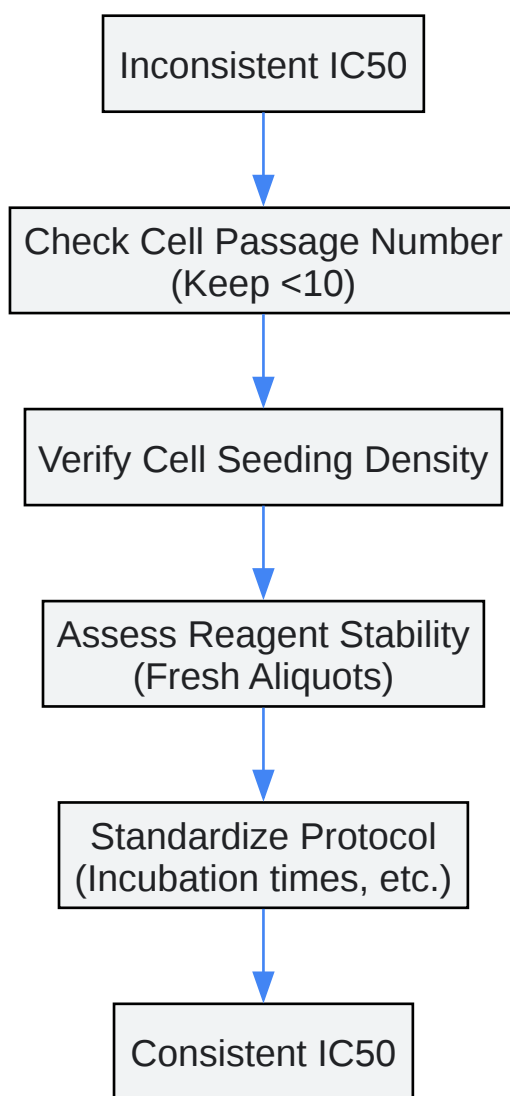 Inconsistent IC50
Check Cell Passage Number
(Keep <10)
Verify Cell Seeding Density
Assess Reagent Stability
(Fresh Aliquots)
Standardize Protocol
(Incubation times, etc.)
Consistent IC50